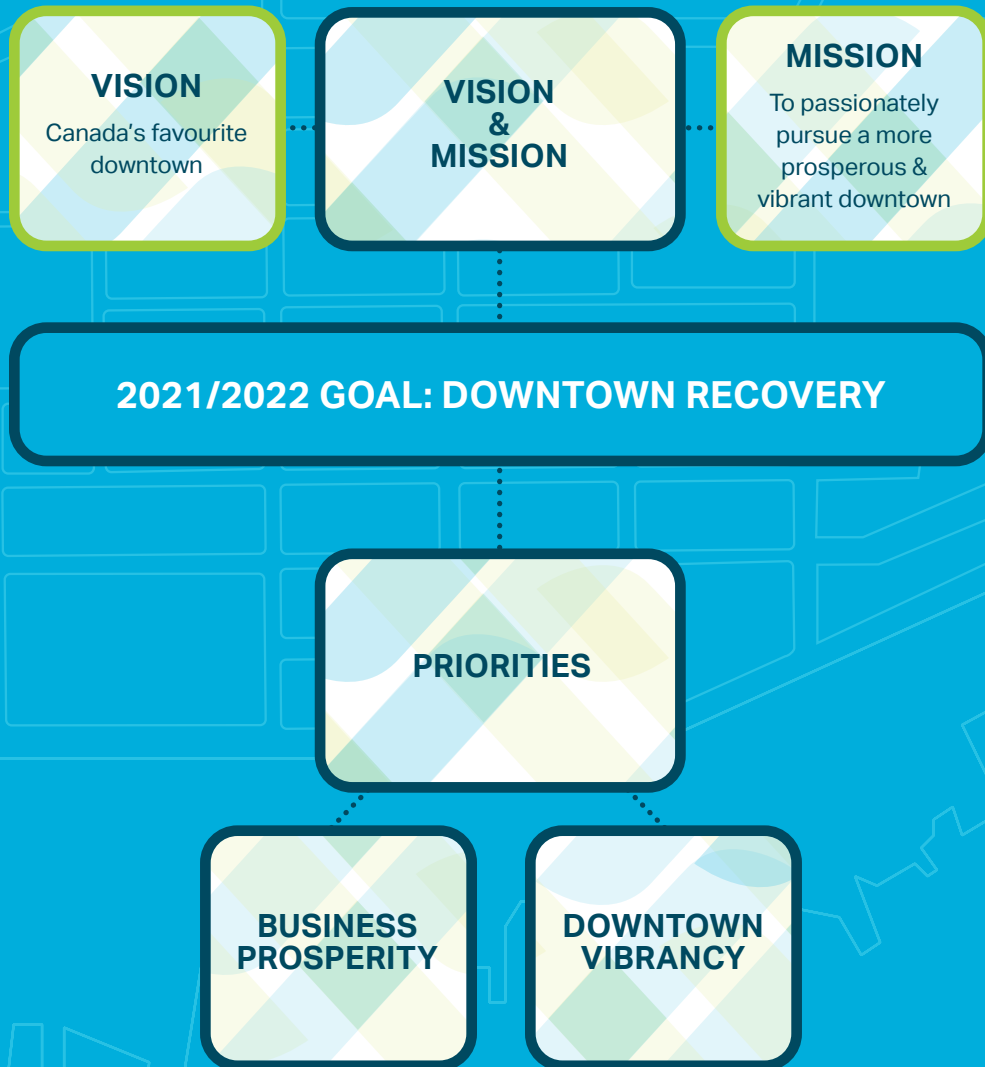 VISION
Canada's favourite
downtown
VISION
&
MISSION
MISSION
To passionately
pursue a more
prosperous &
vibrant downtown
2021/2022 GOAL: DOWNTOWN RECOVERY
PRIORITIES
BUSINESS
PROSPERITY
DOWNTOWN
VIBRANCY